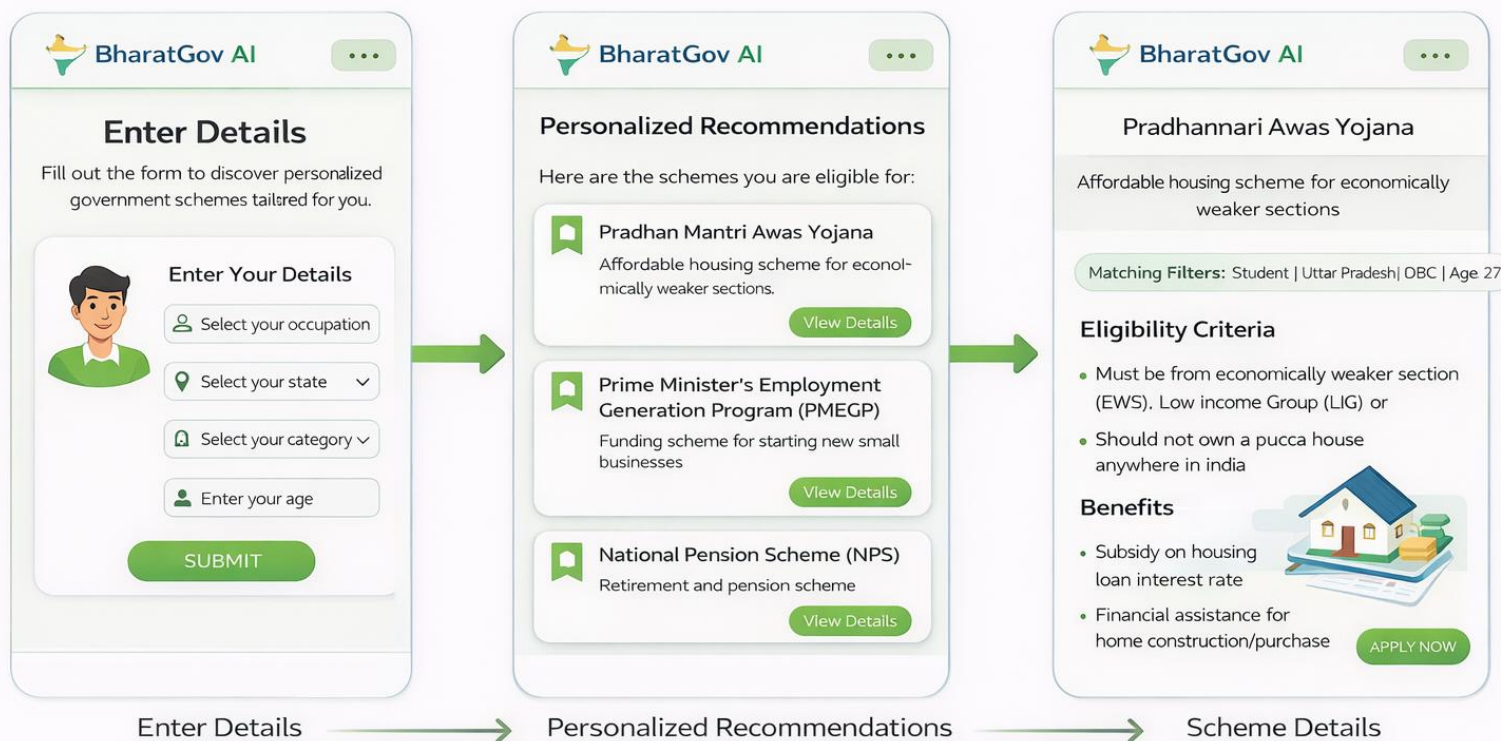 BharatGov AI
Enter Details
Fill out the form to discover personalized
government schemes tailɪred for you.
Enter Your Details
Select your occupation
Select your state
Select your category
Enter your age
SUBMIT
BharatGov AI
Personalized Recommendations
Here are the schemes you are eligible for:
Pradhan Mantri Awas Yojana
Affordable housing scheme for econol-
mically weaker sections.
View Details
Prime Minister's Employment
Generation Program (PMEGP)
Funding scheme for starting new small
businesses
View Details
National Pension Scheme (NPS)
Retirement and pension scheme
View Details
BharatGov AI
Pradhannari Awas Yojana
Affordable housing scheme for economically
weaker sections
Matching Filters: Student | Uttar Pradesh| OBC | Age 27
Eligibility Criteria
• Must be from economically weaker section
(EWS). Low income Group (LIG) or
• Should not own a pucca house
anywhere in india
Benefits
• Subsidy on housing
loan interest rate
• Financial assistance for
home construction/purchase
APPLY NOW
Enter Details
Personalized Recommendations
Scheme Details